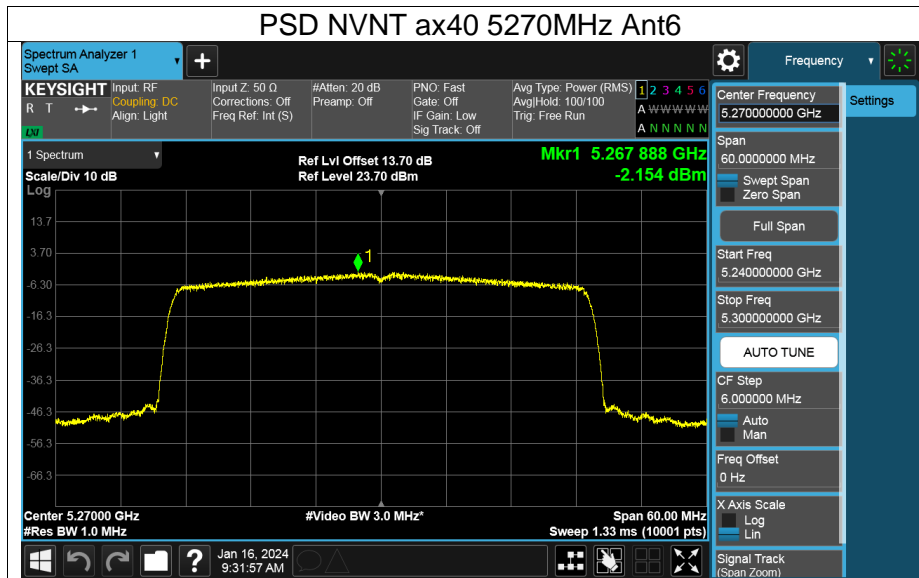 PSD NVNT ax40 5270MHz Ant6
Spectrum Analyzer 1
Swept SA
+
Frequency
KEYSIGHT
R T
LXI
Input: RF
Coupling: DC
Align: Light
Input Z: 50 Ω
Corrections: Off
Freq Ref: Int (S)
#Atten: 20 dB
Preamp: Off
PNO: Fast
Gate: Off
IF Gain: Low
Sig Track: Off
Avg Type: Power (RMS)
Avg|Hold: 100/100
Trig: Free Run
1 2 3 4 5 6
A W W W W W
A N N N N N
1 Spectrum
Scale/Div 10 dB
Ref Lvl Offset 13.70 dB
Ref Level 23.70 dBm
Mkr1 5.267 888 GHz
-2.154 dBm
Log
13.7
3.70
-6.30
-16.3
-26.3
-36.3
-46.3
-56.3
-66.3
1
Center 5.27000 GHz
#Res BW 1.0 MHz
#Video BW 3.0 MHz*
Span 60.00 MHz
Sweep 1.33 ms (10001 pts)
Center Frequency
5.270000000 GHz
Settings
Span
60.0000000 MHz
Swept Span
Zero Span
Full Span
Start Freq
5.240000000 GHz
Stop Freq
5.300000000 GHz
AUTO TUNE
CF Step
6.000000 MHz
Auto
Man
Freq Offset
0 Hz
X Axis Scale
Log
Lin
Signal Track
(Span Zoom)
?
Jan 16, 2024
9:31:57 AM